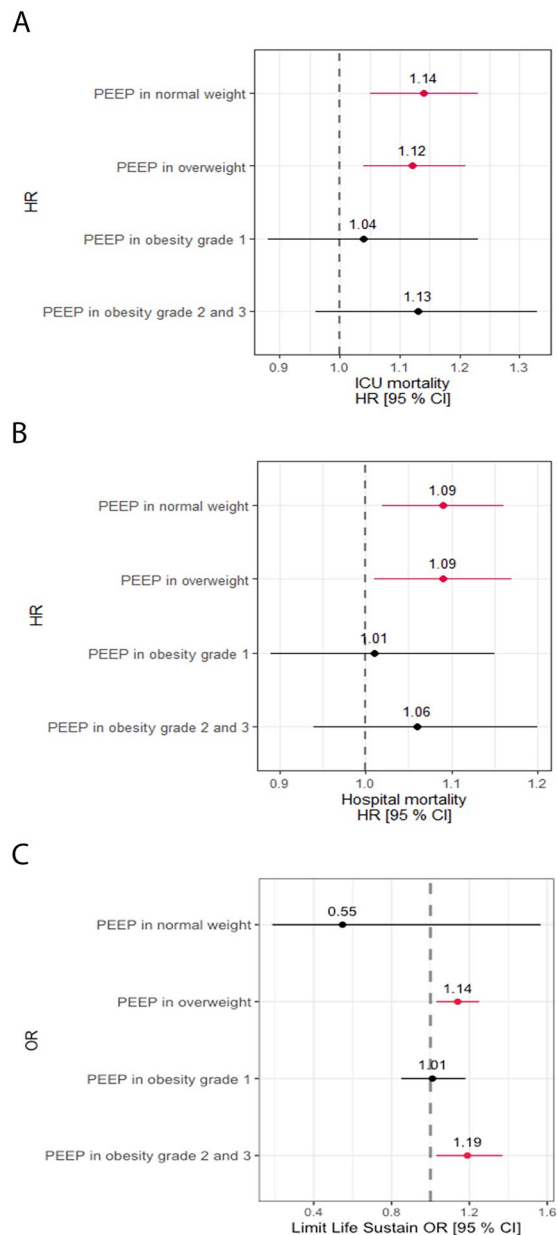 A
HR
PEEP in normal weight
1.14
PEEP in overweight
1.12
PEEP in obesity grade 1
1.04
PEEP in obesity grade 2 and 3
1.13
0.9 1.0 1.1 1.2 1.3
ICU mortality
HR [95 % CI]
B
HR
PEEP in normal weight
1.09
PEEP in overweight
1.09
PEEP in obesity grade 1
1.01
PEEP in obesity grade 2 and 3
1.06
0.9 1.0 1.1 1.2
Hospital mortality
HR [95 % CI]
C
OR
PEEP in normal weight
0.55
PEEP in overweight
1.14
PEEP in obesity grade 1
1.01
PEEP in obesity grade 2 and 3
1.19
0.4 0.8 1.2 1.6
Limit Life Sustain OR [95 % CI]